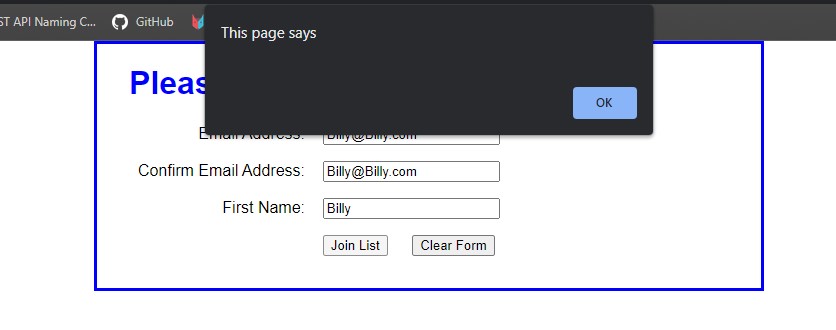 ST API Naming C... GitHub
This page says
OK
Pleas
Email Address: Billy@Billy.com
Confirm Email Address: Billy@Billy.com
First Name: Billy
Join List Clear Form